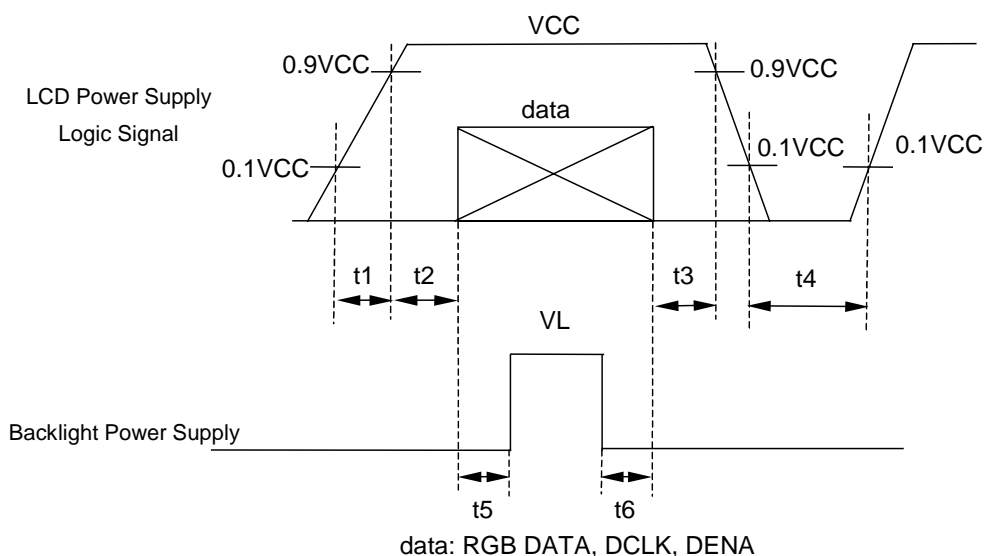 VCC
0.9VCC
0.9VCC
LCD Power Supply
Logic Signal
data
0.1VCC
0.1VCC
0.1VCC
t1
t2
t3
t4
VL
Backlight Power Supply
t5
t6
data: RGB DATA, DCLK, DENA